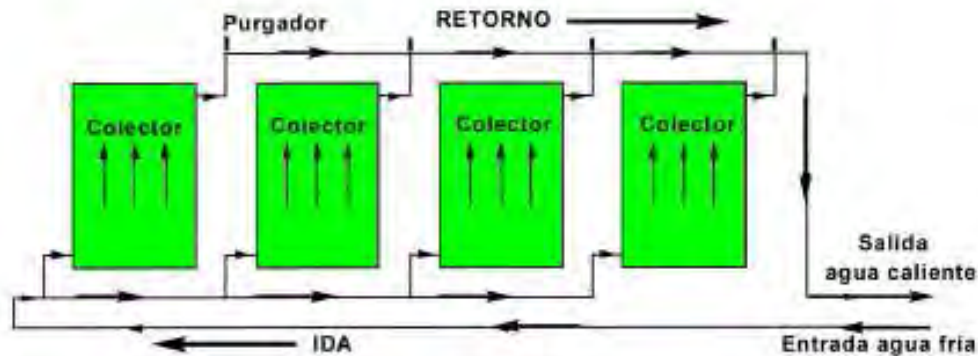 Purgador
RETORNO
Colector
Colector
Colector
Colector
Salida
agua caliente
IDA
Entrada agua fria